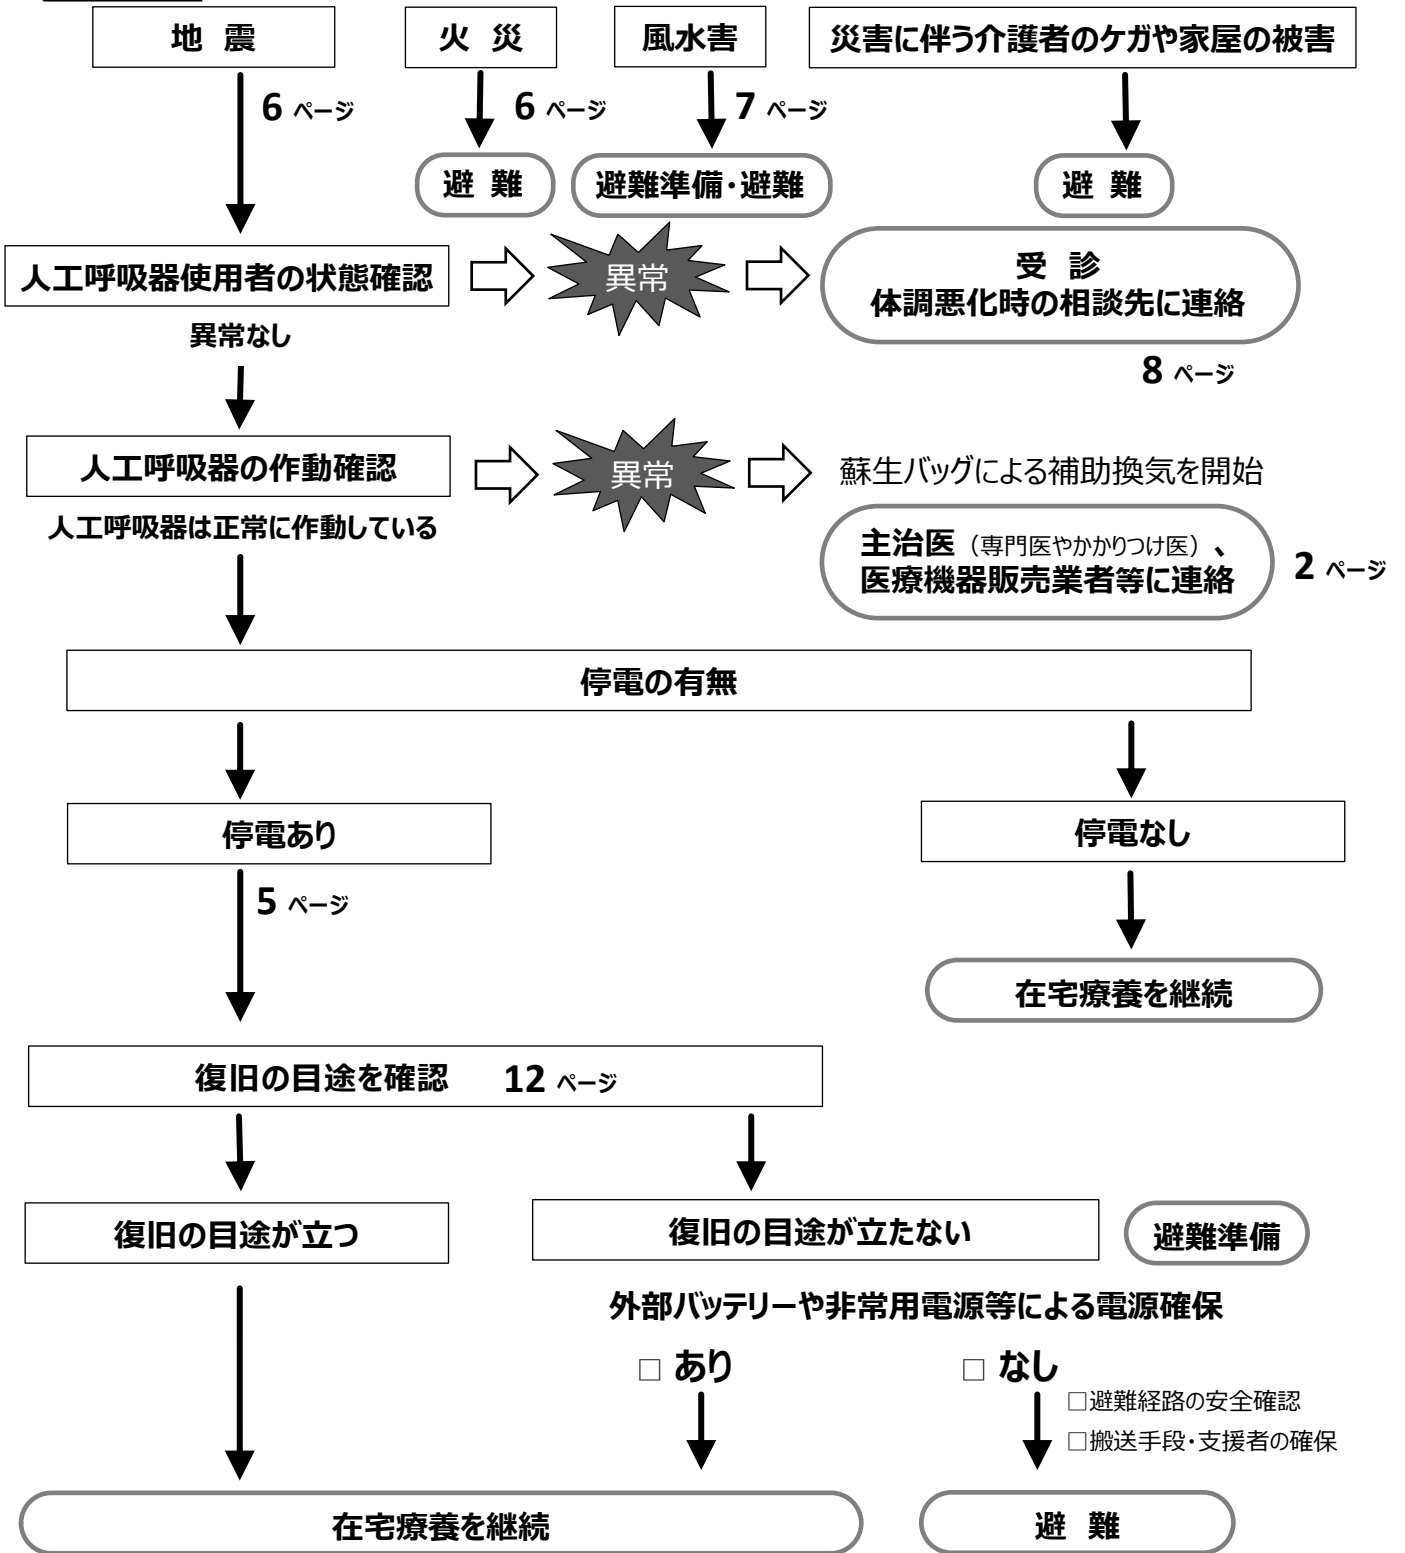 地 震
火 災
風水害
災害に伴う介護者のケガや家屋の被害
6 ページ
6 ページ
7 ページ
避 難
避難準備・避難
避 難
人工呼吸器使用者の状態確認
異常
受 診
体調悪化時の相談先に連絡
異常なし
8 ページ
人工呼吸器の作動確認
異常
蘇生バッグによる補助換気を開始
人工呼吸器は正常に作動している
主治医（専門医やかかりつけ医）、
医療機器販売業者等に連絡
2 ページ
停電の有無
停電あり
停電なし
5 ページ
在宅療養を継続
復旧の目途を確認 12 ページ
復旧の目途が立つ
復旧の目途が立たない
避難準備
外部バッテリーや非常用電源等による電源確保
□ あり
□ なし
□避難経路の安全確認
□搬送手段・支援者の確保
在宅療養を継続
避 難